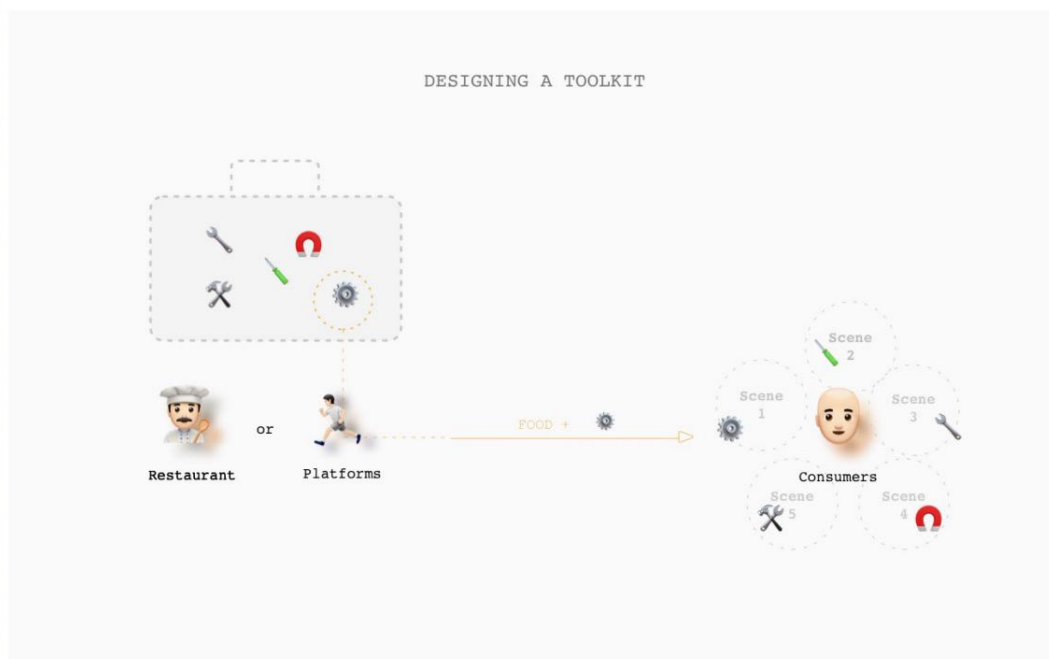 DESIGNING A TOOLKIT
Scene
2
Scene
1
Scene
3
FOOD +
or
Restaurant
Platforms
Consumers
Scene
5
Scene
4